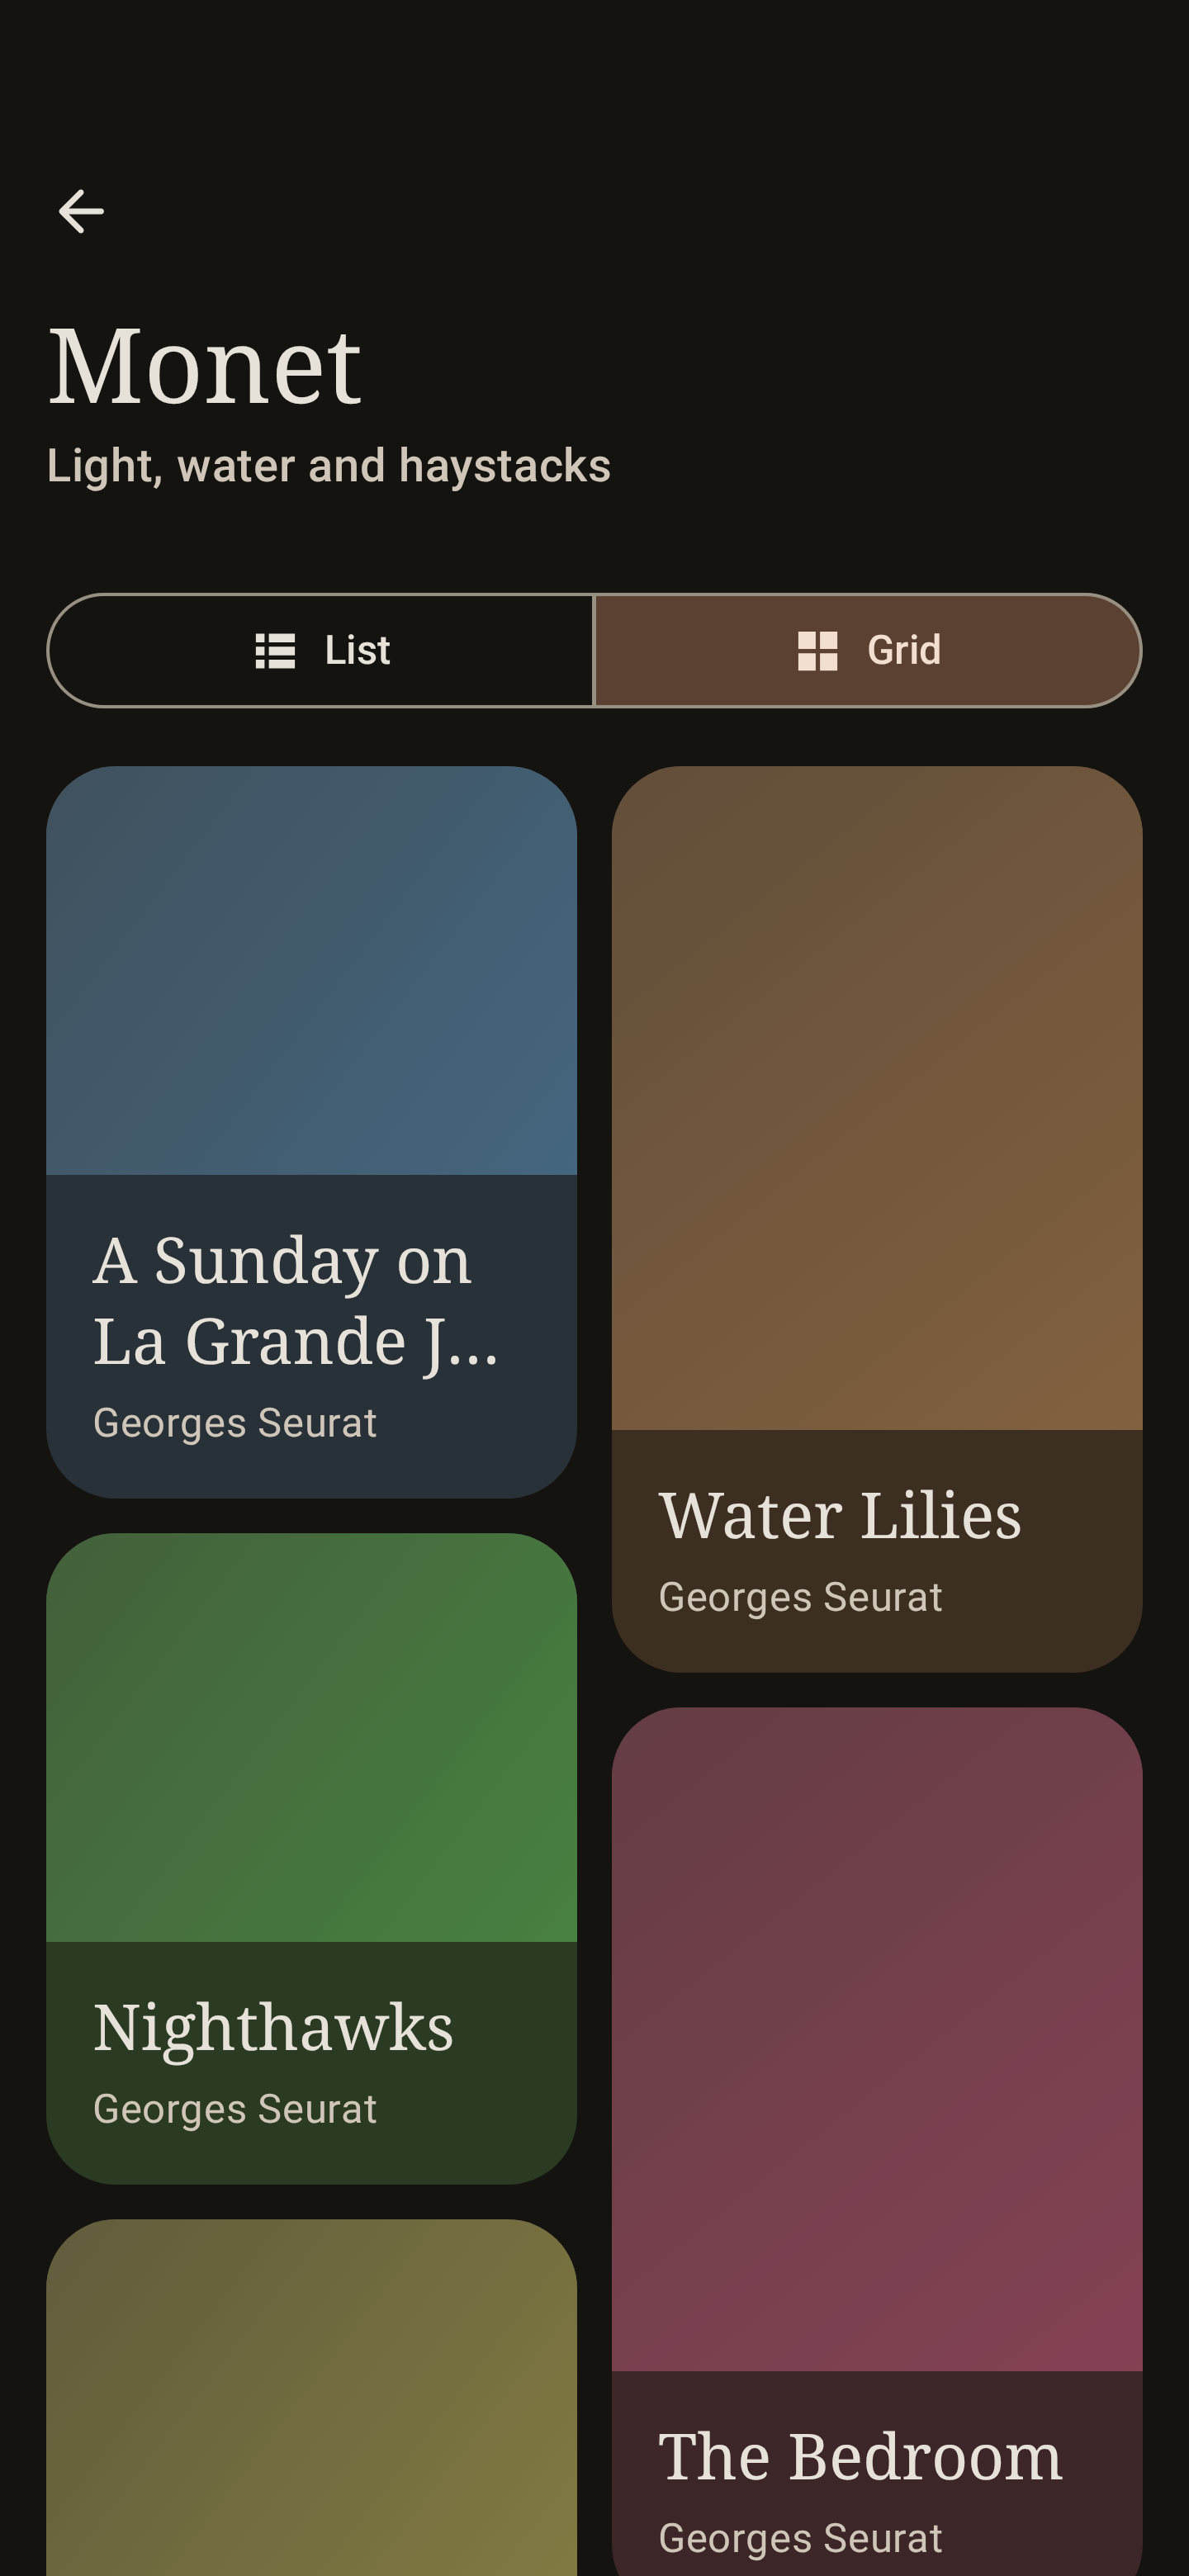 Monet
Light, water and haystacks
List
Grid
A Sunday on
La Grande J...
Georges Seurat
Water Lilies
Georges Seurat
Nighthawks
Georges Seurat
The Bedroom
Georges Seurat